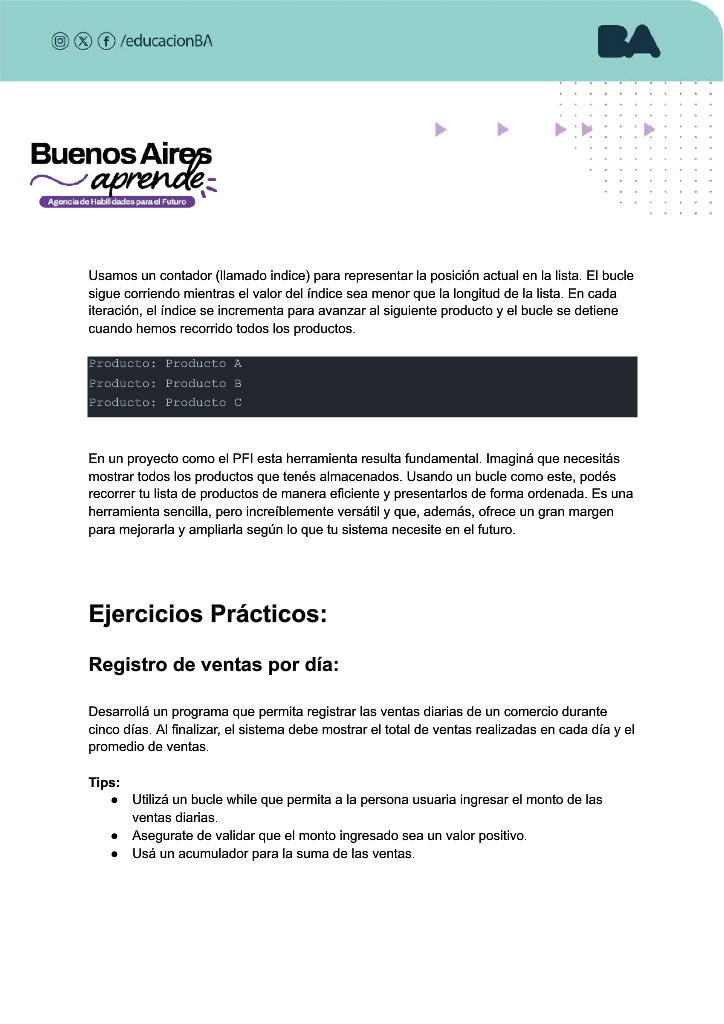 /educacionBA
BA
Buenos Aires
aprende
Agencia de Habilidades para el Futuro
Usamos un contador (llamado indice) para representar la posición actual en la lista. El bucle
sigue corriendo mientras el valor del índice sea menor que la longitud de la lista. En cada
iteración, el índice se incrementa para avanzar al siguiente producto y el bucle se detiene
cuando hemos recorrido todos los productos.
Producto: Producto A
Producto: Producto B
Producto: Producto C
En un proyecto como el PFI esta herramienta resulta fundamental. Imaginá que necesitás
mostrar todos los productos que tenés almacenados. Usando un bucle como este, podés
recorrer tu lista de productos de manera eficiente y presentarlos de forma ordenada. Es una
herramienta sencilla, pero increíblemente versátil y que, además, ofrece un gran margen
para mejorarla y ampliarla según lo que tu sistema necesite en el futuro.
Ejercicios Prácticos:
Registro de ventas por día:
Desarrollá un programa que permita registrar las ventas diarias de un comercio durante
cinco días. Al finalizar, el sistema debe mostrar el total de ventas realizadas en cada día y el
promedio de ventas.
Tips:
● Utilizá un bucle while que permita a la persona usuaria ingresar el monto de las
ventas diarias.
● Asegurate de validar que el monto ingresado sea un valor positivo.
● Usá un acumulador para la suma de las ventas.